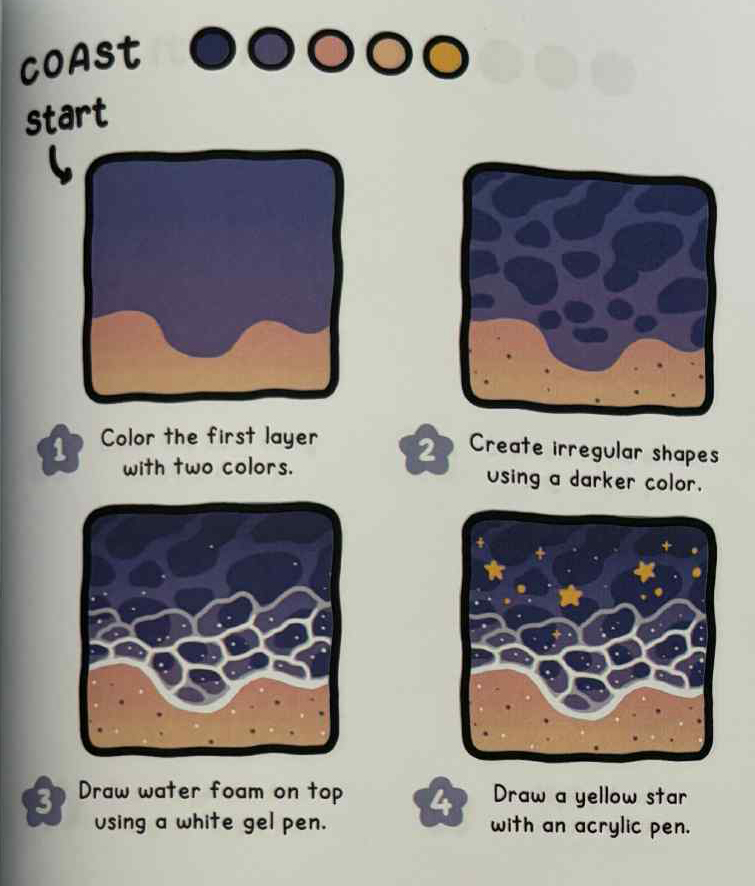 COAST
start
1
Color the first layer
with two colors.
2
Create irregular shapes
using a darker color.
3
Draw water foam on top
using a white gel pen.
4
Draw a yellow star
with an acrylic pen.